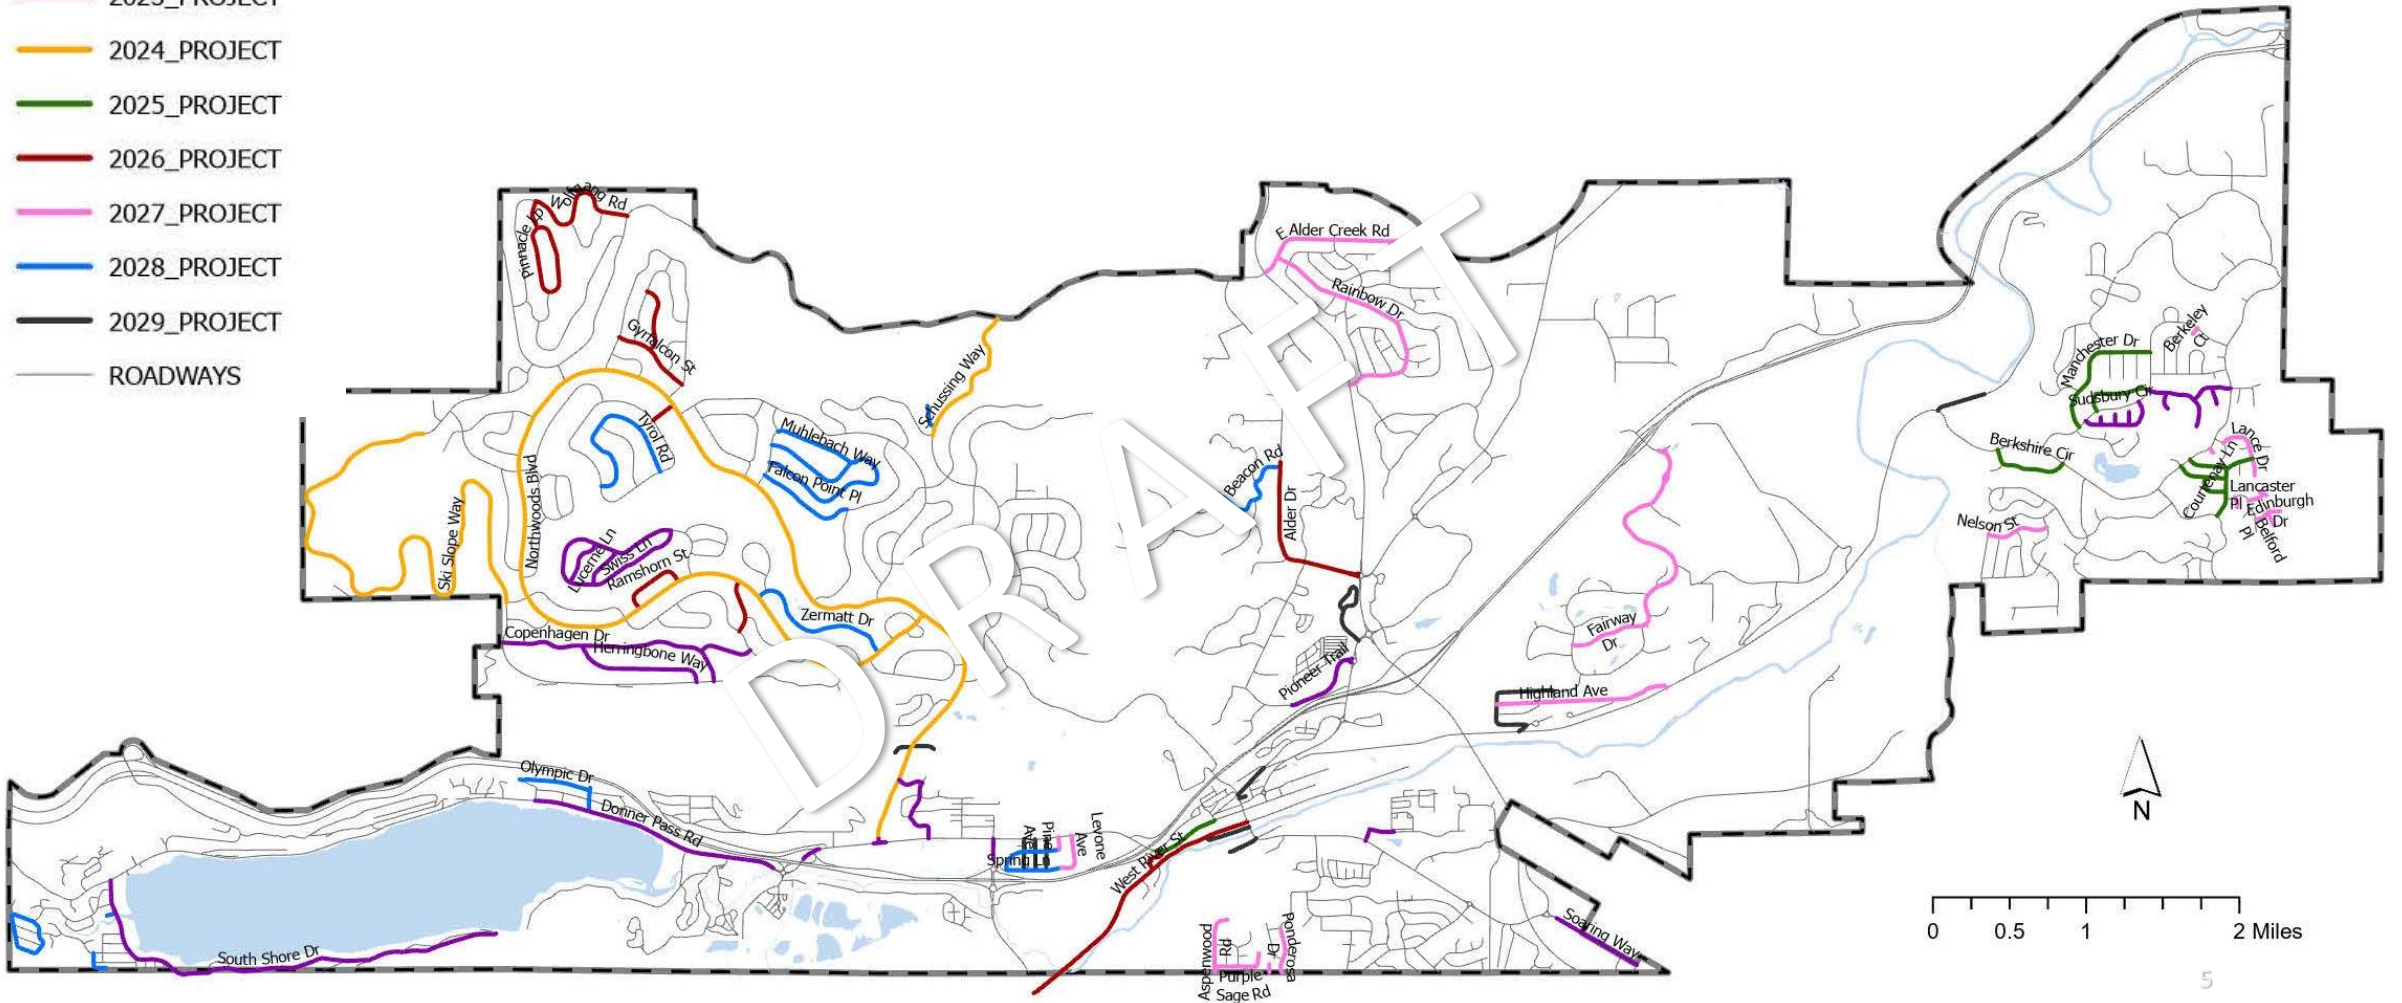 2023_PROJECT
2024_PROJECT
2025_PROJECT
2026_PROJECT
2027_PROJECT
2028_PROJECT
2029_PROJECT
ROADWAYS
Wolfgang Rd
Pinnacle Lp
Gyrfalcon St
Schussing Way
E Alder Creek Rd
Rainbow Dr
Berkeley
Ct
Manchester Dr
Sudsbury Cir
Tyrol Rd
Muhlebach Way
Falcon Point Pl
Northwoods Blvd
Ski Slope Way
Beacon Rd
Alder Dr
Berkshire Cir
Lance Dr
Courtenay Ln
Lancaster
Pl
Edinburgh
Dr
Belford
Pl
Nelson St
Lucerne Ln
Swiss Ln
Ramshorn St
Zermatt Dr
Copenhagen Dr
Herringbone Way
Fairway
Dr
Pioneer Trail
Highland Ave
DRAFT
N
Olympic Dr
Donner Pass Rd
Pine
Ave
Levone
Ave
Spring Ln
West River St
South Shore Dr
Aspenwood
Rd
Ponderosa
Dr
Purple
Sage Rd
Soaring Way
0 0.5 1 2 Miles
5